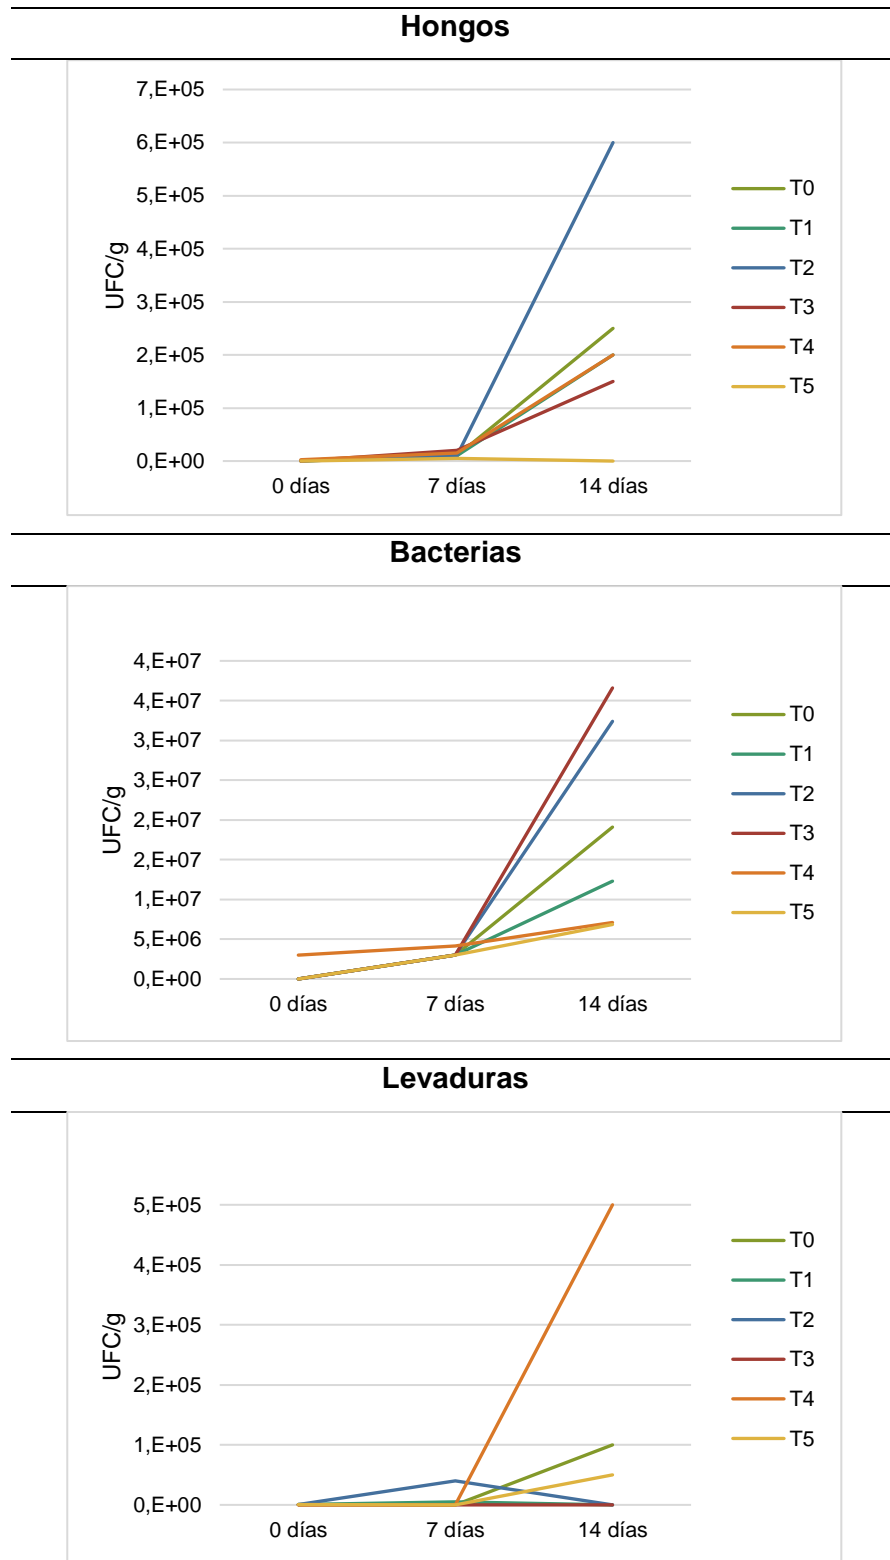 Hongos
7,E+05
6,E+05
5,E+05
4,E+05
3,E+05
2,E+05
1,E+05
0,E+00
UFC/g
0 días
7 días
14 días
T0
T1
T2
T3
T4
T5
Bacterias
4,E+07
4,E+07
3,E+07
3,E+07
2,E+07
2,E+07
1,E+07
5,E+06
0,E+00
UFC/g
0 días
7 días
14 días
T0
T1
T2
T3
T4
T5
Levaduras
5,E+05
4,E+05
3,E+05
2,E+05
1,E+05
0,E+00
UFC/g
0 días
7 días
14 días
T0
T1
T2
T3
T4
T5